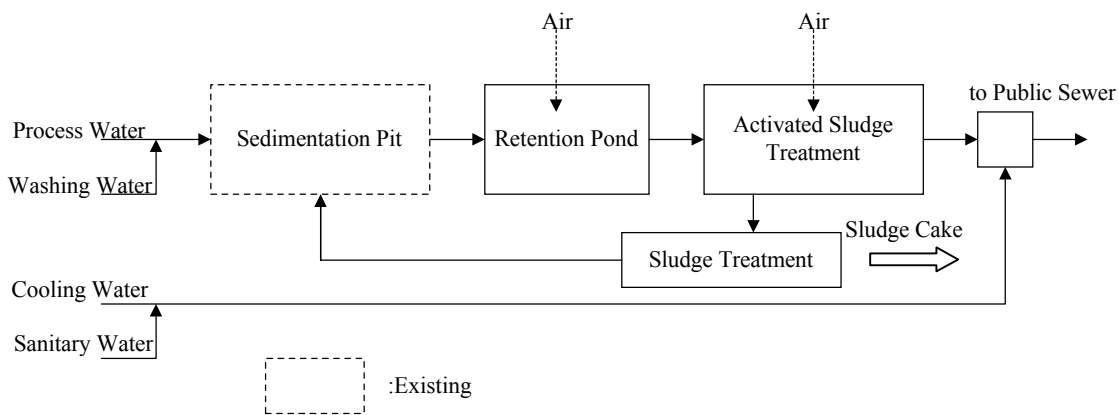 Air
Air
to Public Sewer
Process Water
Sedimentation Pit
Retention Pond
Activated Sludge
Treatment
Washing Water
Sludge Cake
Sludge Treatment
Cooling Water
Sanitary Water
:Existing